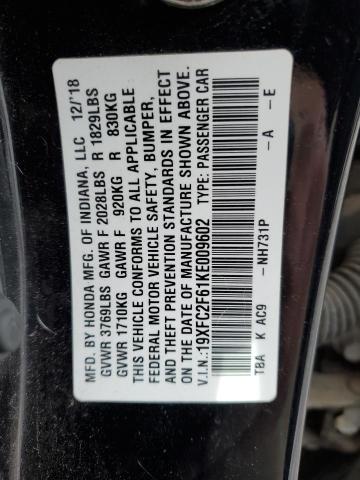 MFD. BY HONDA MFG. OF INDIANA, LLC 12/'18
GVWR 3769LBS GAWR F 2028LBS R 1829LBS
GVWR 1710KG GAWR F 920KG R 830KG
THIS VEHICLE CONFORMS TO ALL APPLICABLE
FEDERAL MOTOR VEHICLE SAFETY, BUMPER,
AND THEFT PREVENTION STANDARDS IN EFFECT
ON THE DATE OF MANUFACTURE SHOWN ABOVE.
V.I.N.:19XFC2F61KE009602 TYPE: PASSENGER CAR
TBA K AC9 -NH731P -A -E